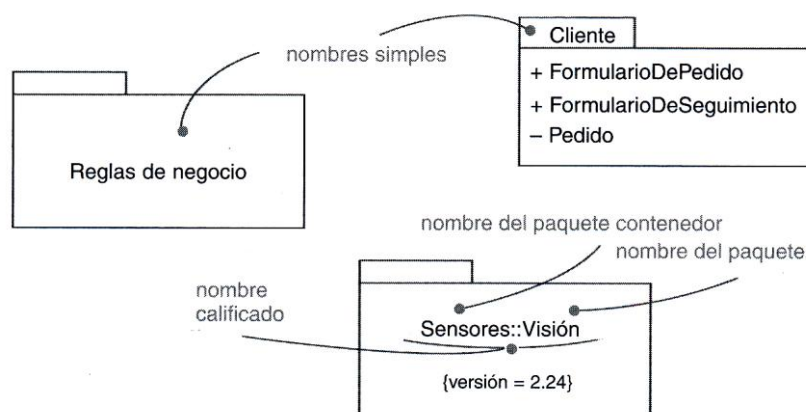 nombres simples
Cliente
+ FormularioDePedido
+ FormularioDeSeguimiento
– Pedido
Reglas de negocio
nombre del paquete contenedor
nombre del paquete
nombre
calificado
Sensores::Visión
{versión = 2.24}